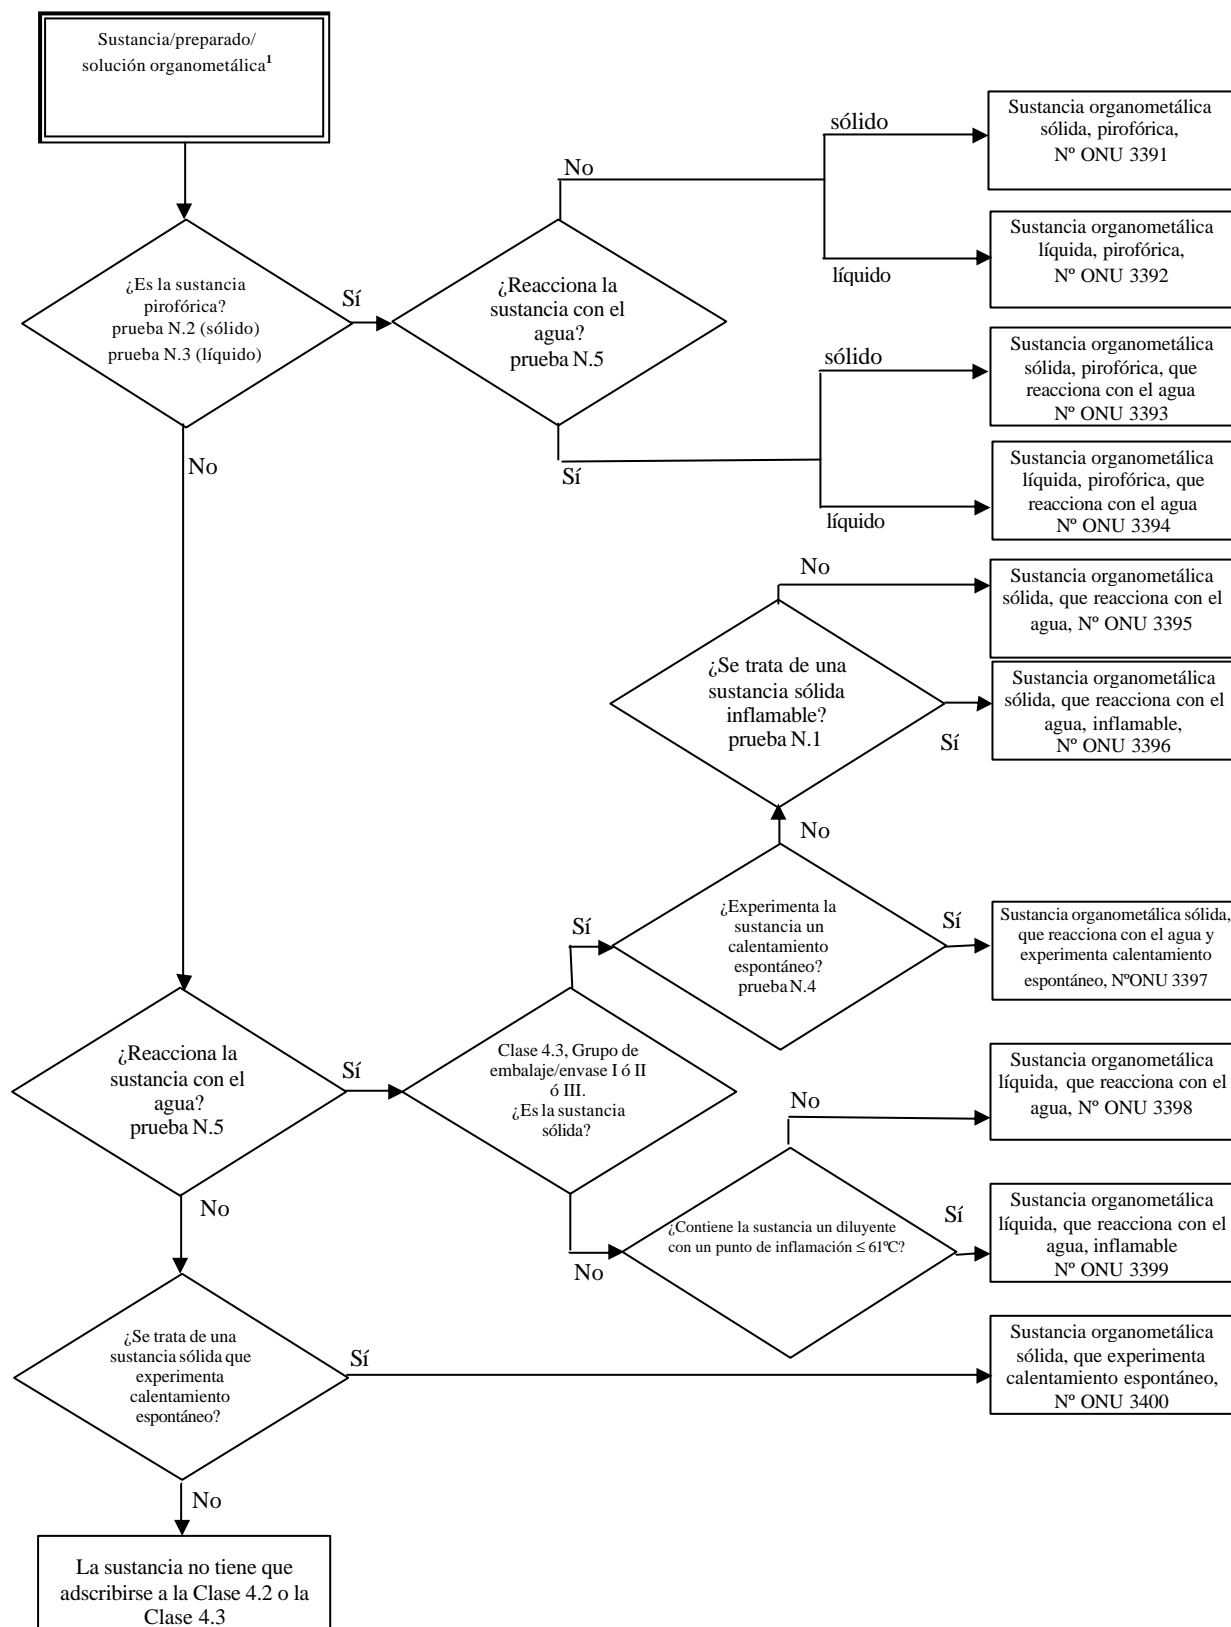 Sustancia/preparado/
solución organometálica¹
sólido
Sustancia organometálica
sólida, pirofórica,
Nº ONU 3391
No
Sustancia organometálica
líquida, pirofórica,
Nº ONU 3392
líquido
¿Es la sustancia
pirofórica?
prueba N.2 (sólido)
prueba N.3 (líquido)
Sí
¿Reacciona la
sustancia con el
agua?
prueba N.5
sólido
Sustancia organometálica
sólida, pirofórica, que
reacciona con el agua
Nº ONU 3393
No
Sí
Sustancia organometálica
líquida, pirofórica, que
reacciona con el agua
Nº ONU 3394
líquido
No
Sustancia organometálica
sólida, que reacciona con el
agua, Nº ONU 3395
¿Se trata de una
sustancia sólida
inflamable?
prueba N.1
Sí
Sustancia organometálica
sólida, que reacciona con el
agua, inflamable,
Nº ONU 3396
No
Sí
¿Experimenta la
sustancia un
calentamiento
espontáneo?
prueba N.4
Sí
Sustancia organometálica sólida,
que reacciona con el agua y
experimenta calentamiento
espontáneo, NºONU 3397
¿Reacciona la
sustancia con el
agua?
prueba N.5
Sí
Clase 4.3, Grupo de
embalaje/envase I ó II
ó III.
¿Es la sustancia
sólida?
No
Sustancia organometálica
líquida, que reacciona con el
agua, Nº ONU 3398
No
No
¿Contiene la sustancia un diluyente
con un punto de inflamación ≤ 61ºC?
Sí
Sustancia organometálica
líquida, que reacciona con el
agua, inflamable
Nº ONU 3399
¿Se trata de una
sustancia sólida que
experimenta
calentamiento
espontáneo?
Sí
Sustancia organometálica
sólida, que experimenta
calentamiento espontáneo,
Nº ONU 3400
No
La sustancia no tiene que
adscribirse a la Clase 4.2 o la
Clase 4.3